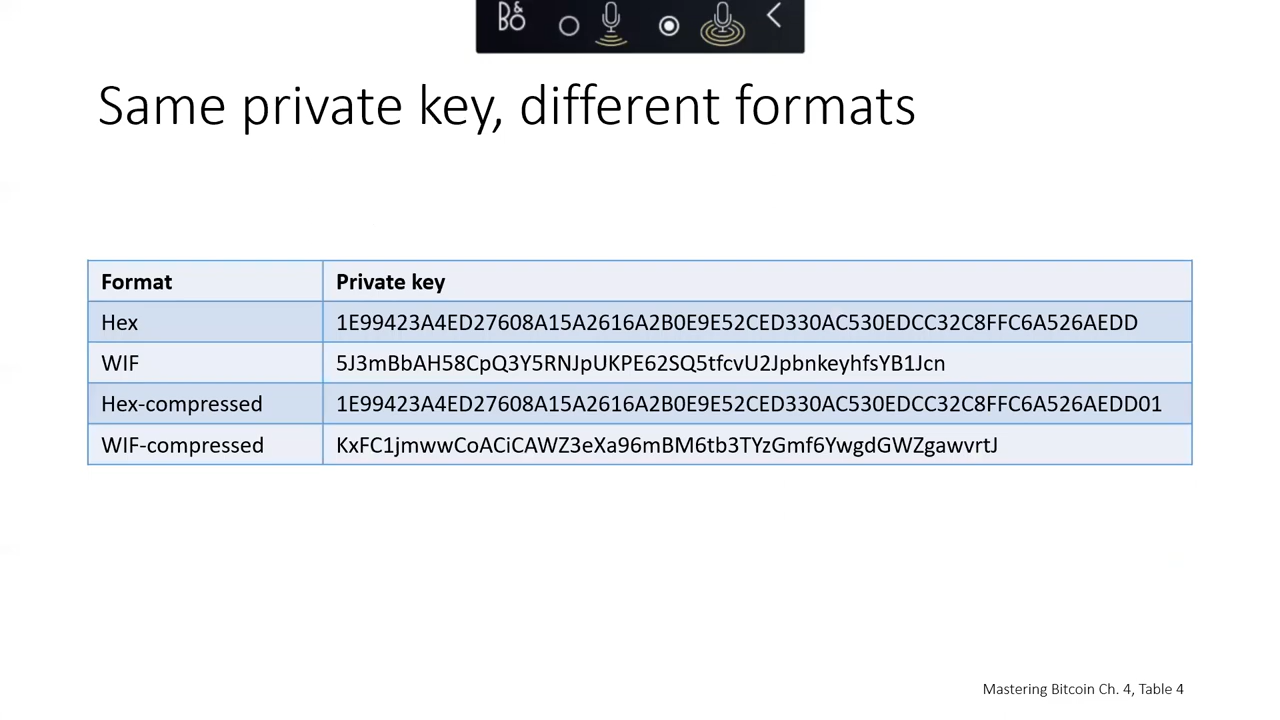 B&O
Same private key, different formats
Format Private key
Hex 1E99423A4ED27608A15A2616A2B0E9E52CED330AC530EDCC32C8FFC6A526AEDD
WIF 5J3mBbAH58CpQ3Y5RNJpUKPE62SQ5tfcvU2JpbnkeyhfsYB1Jcn
Hex-compressed 1E99423A4ED27608A15A2616A2B0E9E52CED330AC530EDCC32C8FFC6A526AEDD01
WIF-compressed KxFC1jmwwCoACiCAWZ3eXa96mBM6tb3TYzGmf6YwgdGWZgawvrtJ
Mastering Bitcoin Ch. 4, Table 4